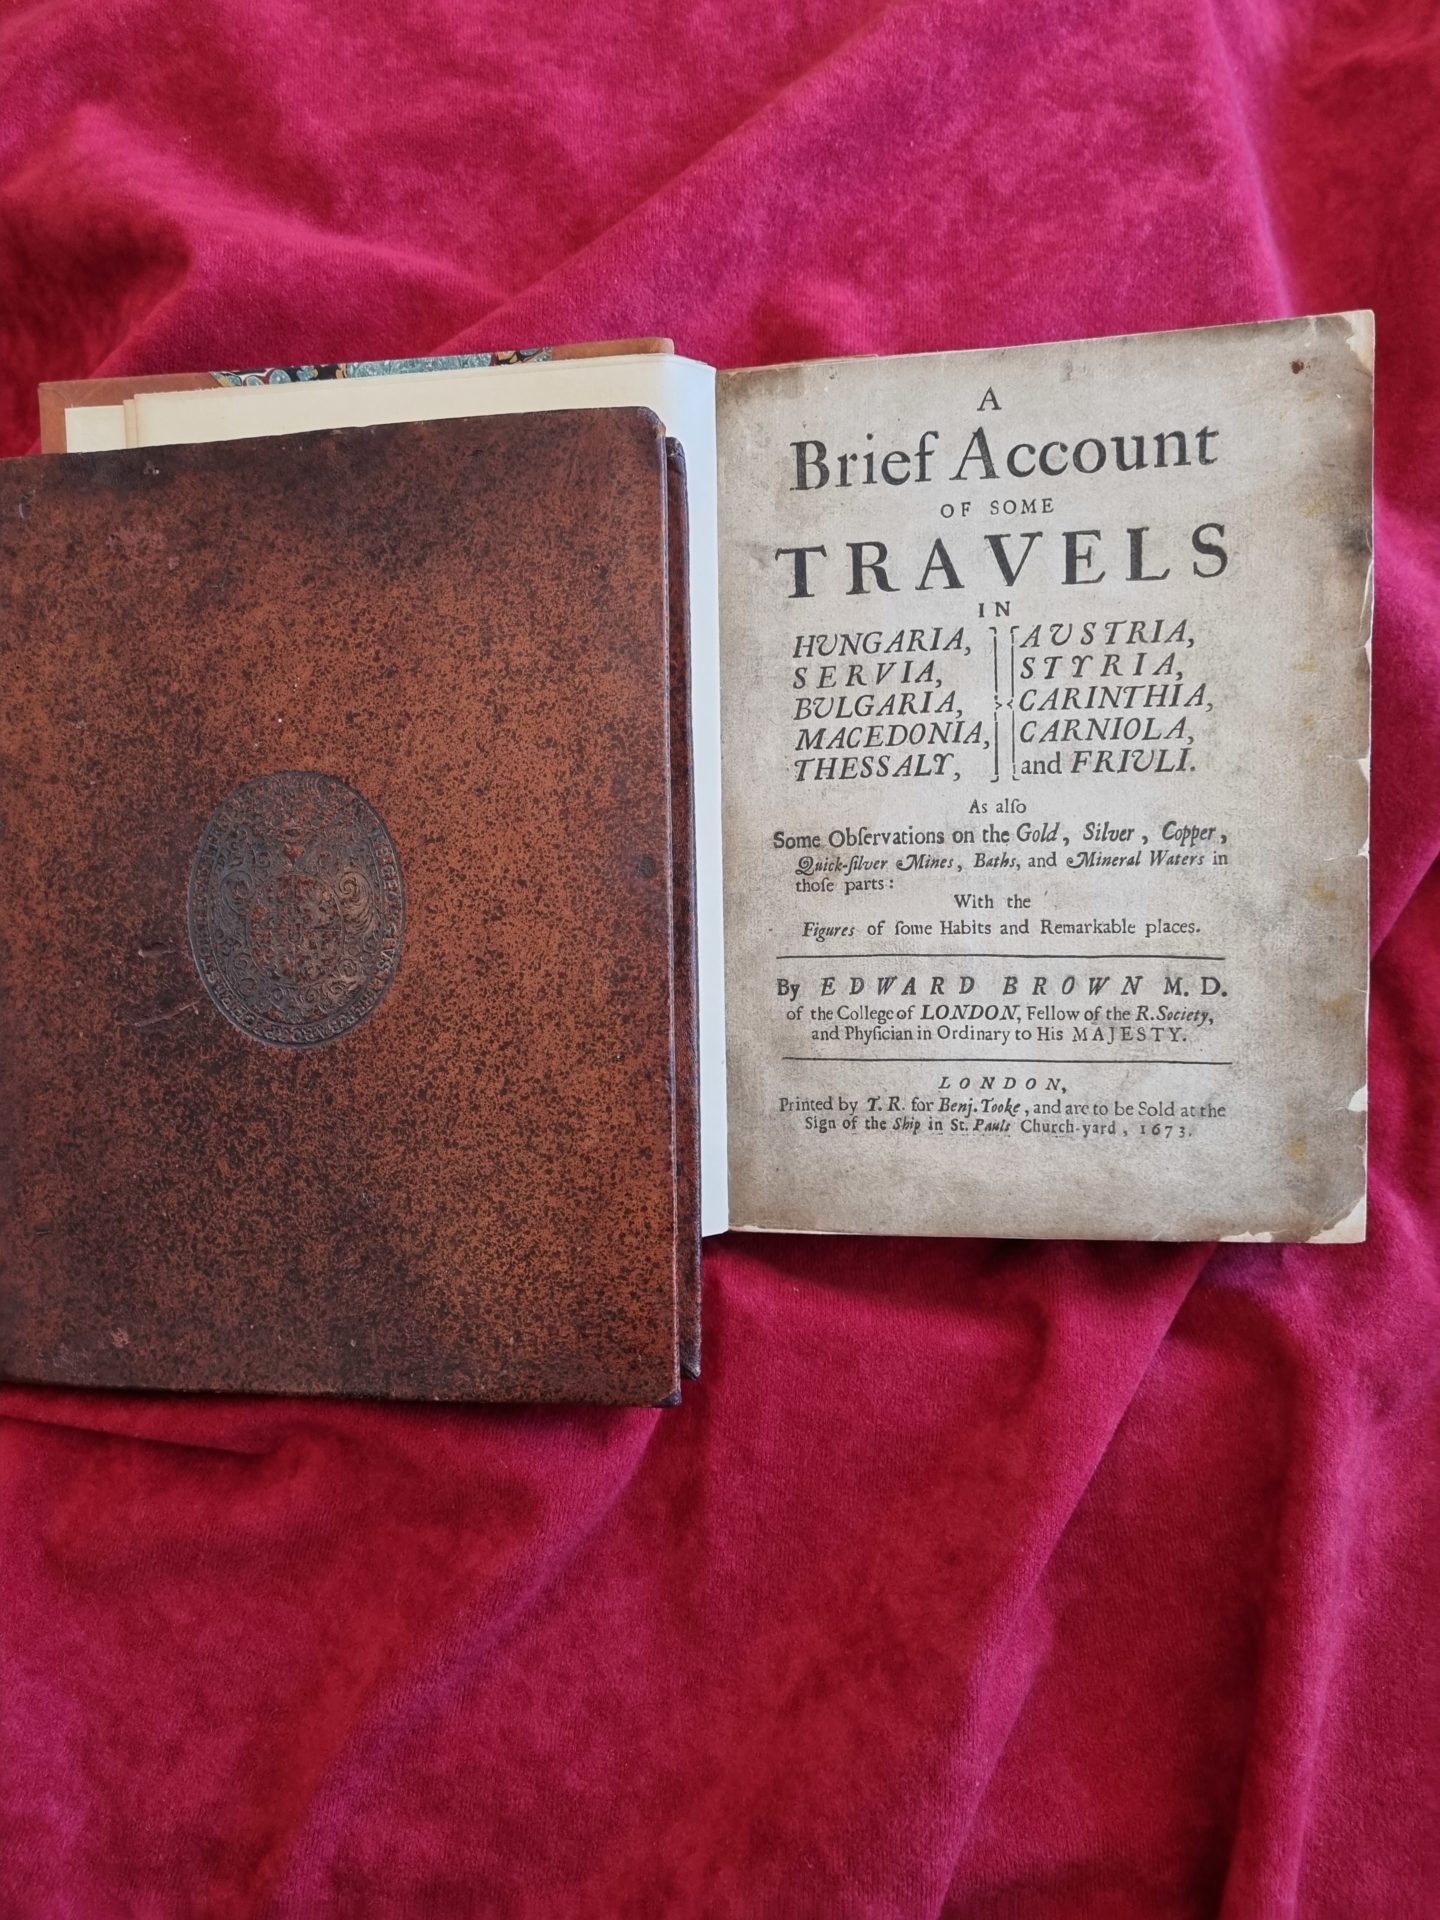 A
Brief Account
OF SOME
TRAVELS
IN
HUNGARIA, } { AUSTRIA,
SERVIA, STYRIA,
BULGARIA, CARINTHIA,
MACEDONIA, CARNIOLA,
THESSALY, and FRIULI.
As alſo
Some Obſervations on the Gold, Silver, Copper,
Quick-ſilver Mines, Baths, and Mineral Waters in
thoſe parts:
With the
Figures of ſome Habits and Remarkable places.
By EDWARD BROWN M. D.
of the College of LONDON, Fellow of the R. Society,
and Phyſician in Ordinary to His MAJESTY.
LONDON,
Printed by T. R. for Benj. Tooke, and are to be Sold at the
Sign of the Ship in St. Pauls Church-yard, 1673.